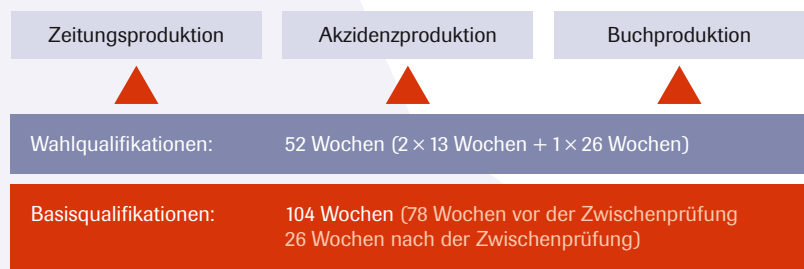 Zeitungsproduktion Akzidenzproduktion Buchproduktion
Wahlqualifikationen: 52 Wochen (2 × 13 Wochen + 1 × 26 Wochen)
Basisqualifikationen: 104 Wochen (78 Wochen vor der Zwischenprüfung
26 Wochen nach der Zwischenprüfung)